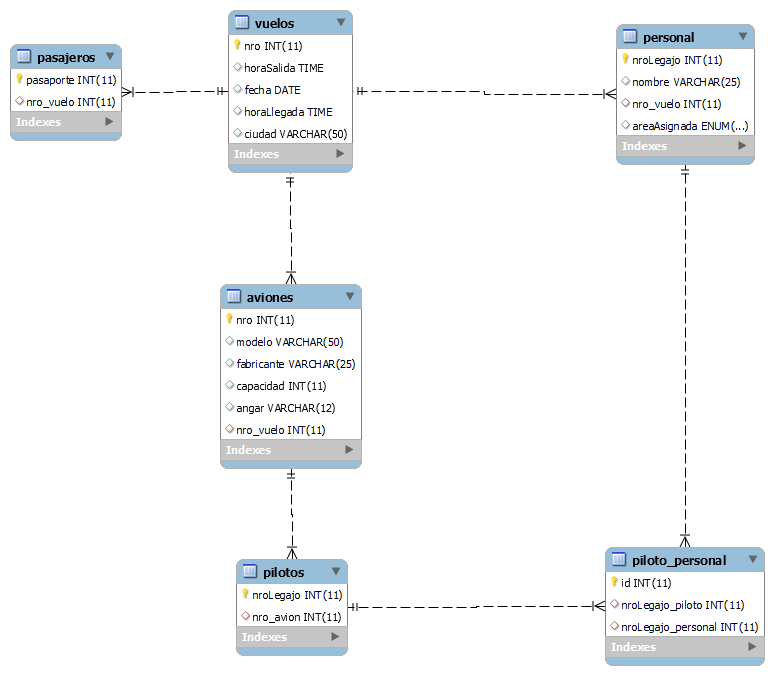 pasajeros
pasaporte INT(11)
nro_vuelo INT(11)
Indexes
vuelos
nro INT(11)
horaSalida TIME
fecha DATE
horaLlegada TIME
ciudad VARCHAR(50)
Indexes
personal
nroLegajo INT(11)
nombre VARCHAR(25)
nro_vuelo INT(11)
areaAsignada ENUM(...)
Indexes
aviones
nro INT(11)
modelo VARCHAR(50)
fabricante VARCHAR(25)
capacidad INT(11)
angar VARCHAR(12)
nro_vuelo INT(11)
Indexes
pilotos
nroLegajo INT(11)
nro_avion INT(11)
Indexes
piloto_personal
id INT(11)
nroLegajo_piloto INT(11)
nroLegajo_personal INT(11)
Indexes